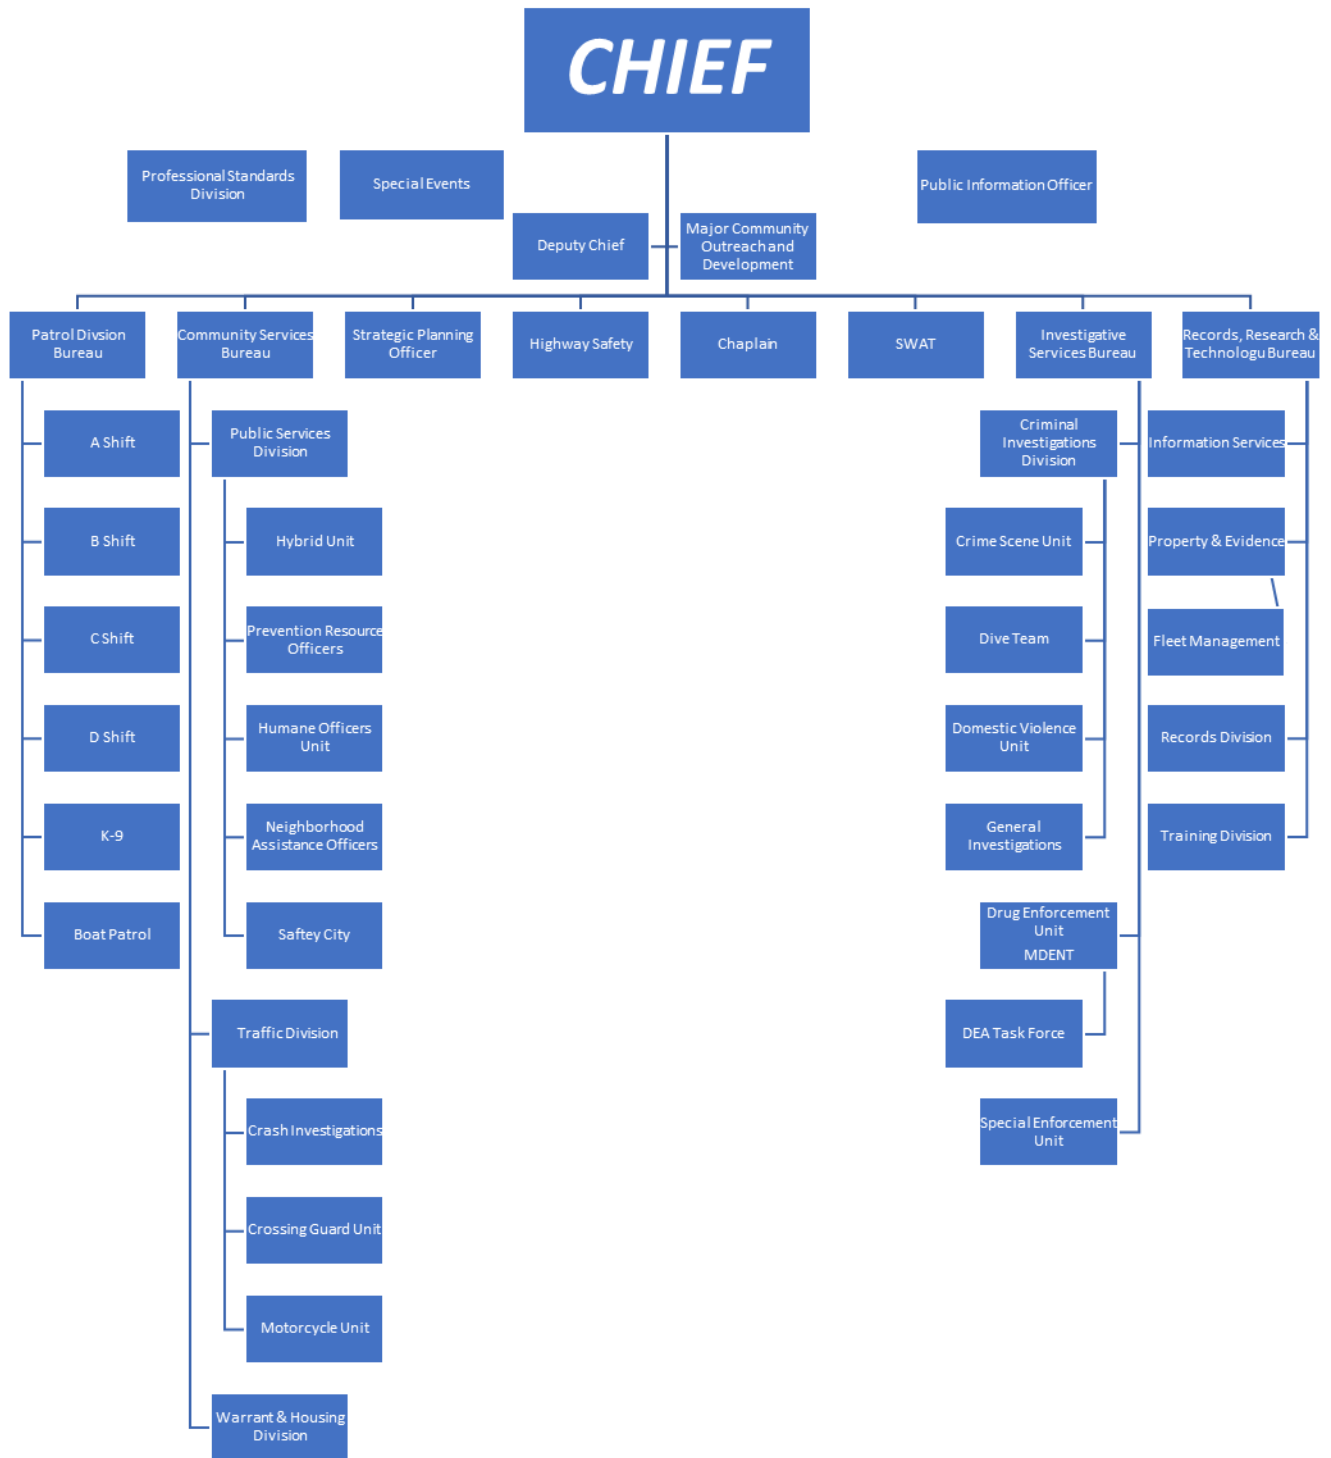 CHIEF
Professional Standards
Division
Special Events
Public Information Officer
Deputy Chief
Major Community
Outreach and
Development
Patrol Divsion
Bureau
Community Services
Bureau
Strategic Planning
Officer
Highway Safety
Chaplain
SWAT
Investigative
Services Bureau
Records, Research &
Technologu Bureau
A Shift
B Shift
C Shift
D Shift
K-9
Boat Patrol
Public Services
Division
Hybrid Unit
Prevention Resource
Officers
Humane Officers
Unit
Neighborhood
Assistance Officers
Saftey City
Traffic Division
Crash Investigations
Crossing Guard Unit
Motorcycle Unit
Warrant & Housing
Division
Criminal
Investigations
Division
Crime Scene Unit
Dive Team
Domestic Violence
Unit
General
Investigations
Drug Enforcement
Unit
MDENT
DEA Task Force
Special Enforcement
Unit
Information Services
Property & Evidence
Fleet Management
Records Division
Training Division